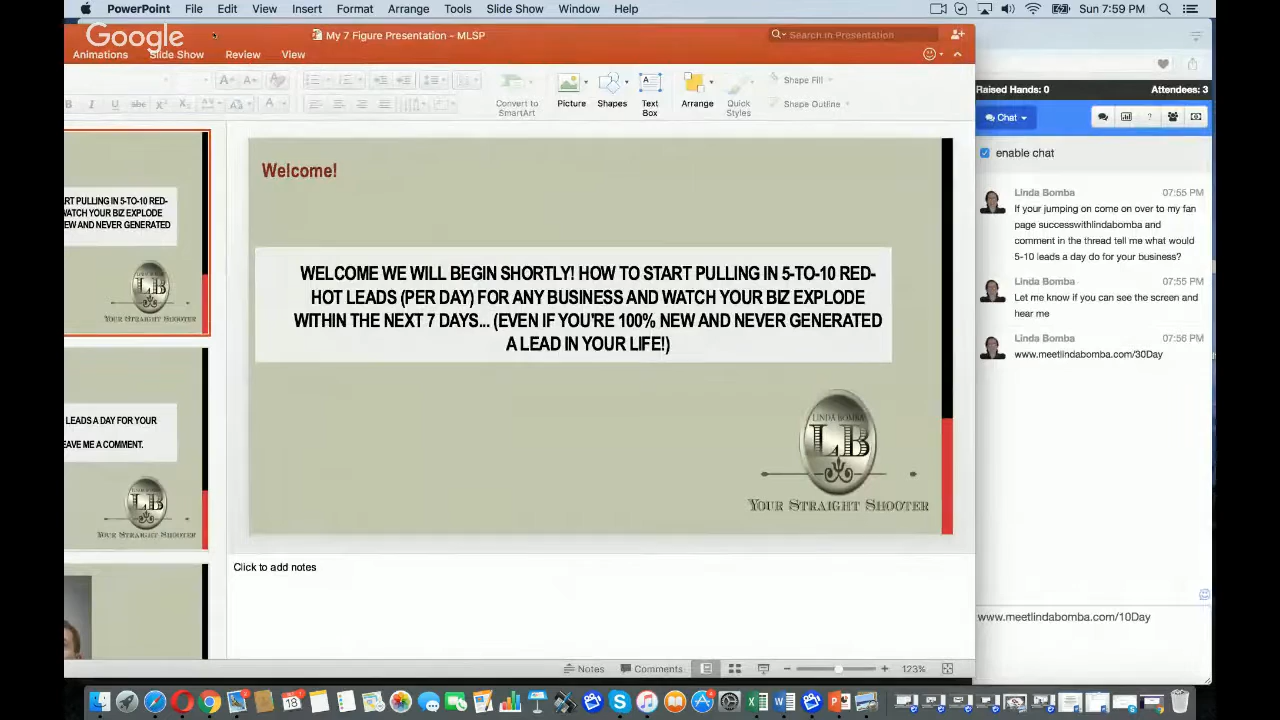 PowerPoint File Edit View Insert Format Arrange Tools Slide Show Window Help Sun 7:59 PM
Google
My 7 Figure Presentation – MLSP
Search in Presentation
Animations Slide Show Review View
Convert to
SmartArt
Picture
Shapes
Text
Box
Arrange
Quick
Styles
Shape Fill
Shape Outline
B I U abc X² X₂
ART PULLING IN 5-TO-10 RED-
WATCH YOUR BIZ EXPLODE
NEW AND NEVER GENERATED
LINDA BOMBA
LB
YOUR STRAIGHT SHOOTER
LEADS A DAY FOR YOUR
EAVE ME A COMMENT.
LB
YOUR STRAIGHT SHOOTER
Welcome!
WELCOME WE WILL BEGIN SHORTLY! HOW TO START PULLING IN 5-TO-10 RED-
HOT LEADS (PER DAY) FOR ANY BUSINESS AND WATCH YOUR BIZ EXPLODE
WITHIN THE NEXT 7 DAYS... (EVEN IF YOU'RE 100% NEW AND NEVER GENERATED
A LEAD IN YOUR LIFE!)
LINDA BOMBA
LB
YOUR STRAIGHT SHOOTER
Click to add notes
Notes Comments 123%
Raised Hands: 0 Attendees: 3
Chat
enable chat
Linda Bomba 07:55 PM
If your jumping on come on over to my fan
page successwithlindabomba and
comment in the thread tell me what would
5-10 leads a day do for your business?
Linda Bomba 07:55 PM
Let me know if you can see the screen and
hear me
Linda Bomba 07:56 PM
www.meetlindabomba.com/30Day
www.meetlindabomba.com/10Day